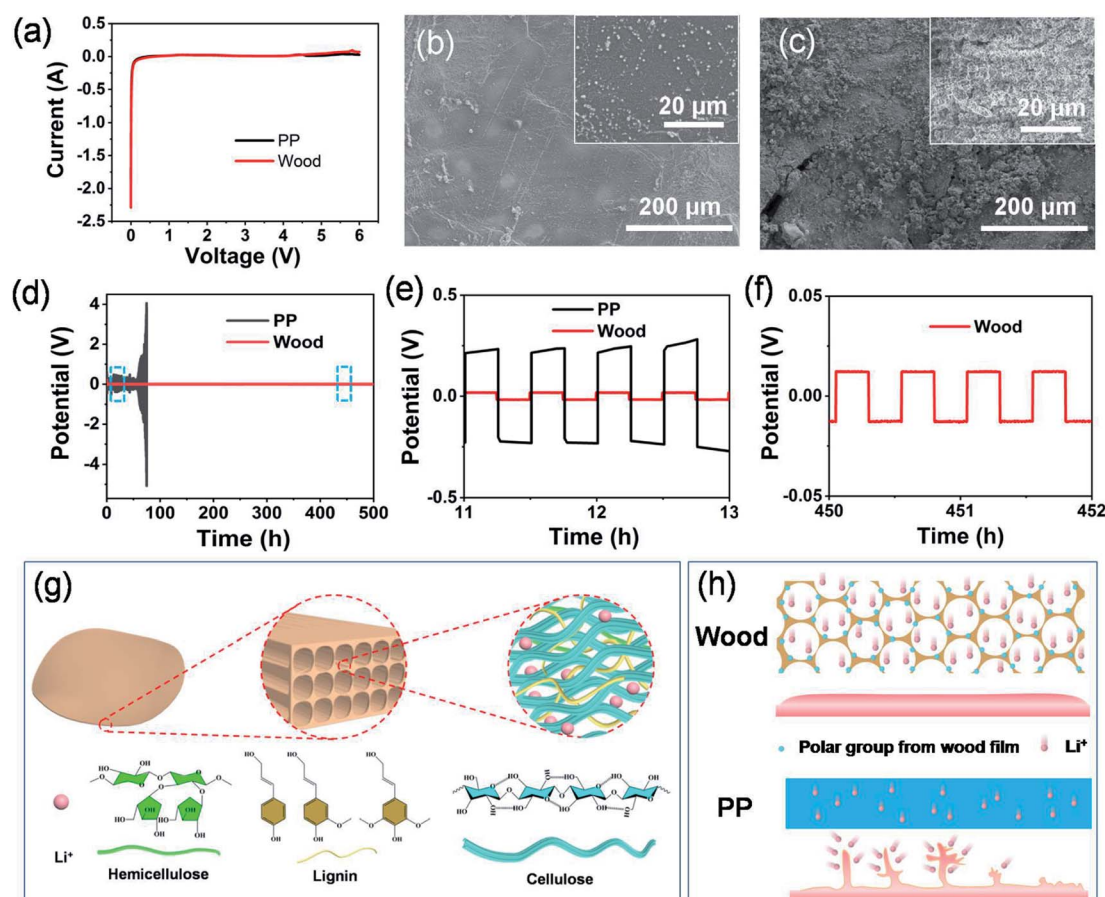 (a)
Current (A)
0.5
0.0
-0.5
-1.0
-1.5
-2.0
-2.5
PP
Wood
0 1 2 3 4 5 6
Voltage (V)
(b)
20 μm
200 μm
(c)
20 μm
200 μm
(d)
Potential (V)
4
2
0
-2
-4
PP
Wood
0 100 200 300 400 500
Time (h)
(e)
Potential (V)
0.5
0.0
-0.5
PP
Wood
11 12 13
Time (h)
(f)
Potential (V)
0.05
0.00
-0.05
Wood
450 451 452
Time (h)
(g)
Li⁺
Hemicellulose
Lignin
Cellulose
(h)
Wood
Polar group from wood film
Li⁺
PP